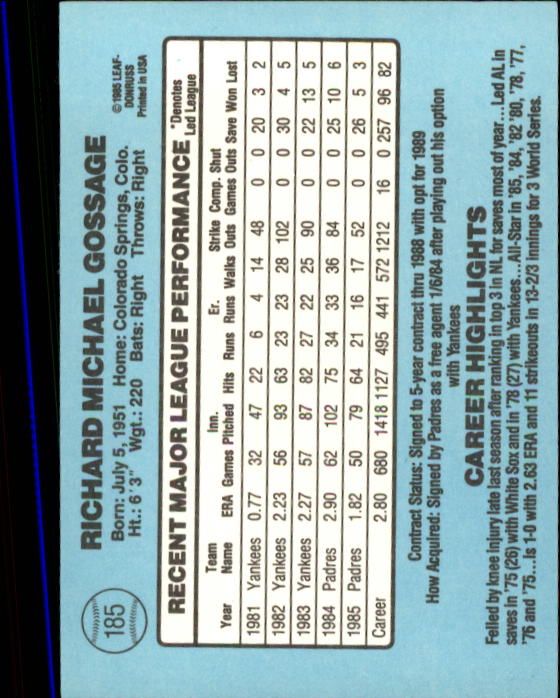 185
RICHARD MICHAEL GOSSAGE
©1985 LEAF-
DONRUSS
Printed in USA
Born: July 5, 1951 Home: Colorado Springs, Colo.
Ht.: 6'3" Wgt.: 220 Bats: Right Throws: Right
RECENT MAJOR LEAGUE PERFORMANCE
*Denotes
Led League
Year Team Name ERA Games Inn. Pitched Hits Runs Er. Runs Walks Strike Outs Comp. Games Shut Outs Save Won Lost
1981 Yankees 0.77 32 47 22 6 4 14 48 0 0 20 3 2
1982 Yankees 2.23 56 93 63 23 23 28 102 0 0 30 4 5
1983 Yankees 2.27 57 87 82 27 22 25 90 0 0 22 13 5
1984 Padres 2.90 62 102 75 34 33 36 84 0 0 25 10 6
1985 Padres 1.82 50 79 64 21 16 17 52 0 0 26 5 3
Career 2.80 680 1418 1127 495 441 572 1212 16 0 257 96 82
Contract Status: Signed to 5-year contract thru 1988 with opt for 1989
How Acquired: Signed by Padres as a free agent 1/6/84 after playing out his option
with Yankees
CAREER HIGHLIGHTS
Felled by knee injury late last season after ranking in top 3 in NL for saves most of year...Led AL in
saves in '75 (26) with White Sox and in '78 (27) with Yankees...All-Star in '85, '84, '82 '80, '78, '77,
'76 and '75...Is 1-0 with 2.63 ERA and 11 strikeouts in 13-2/3 innings for 3 World Series.